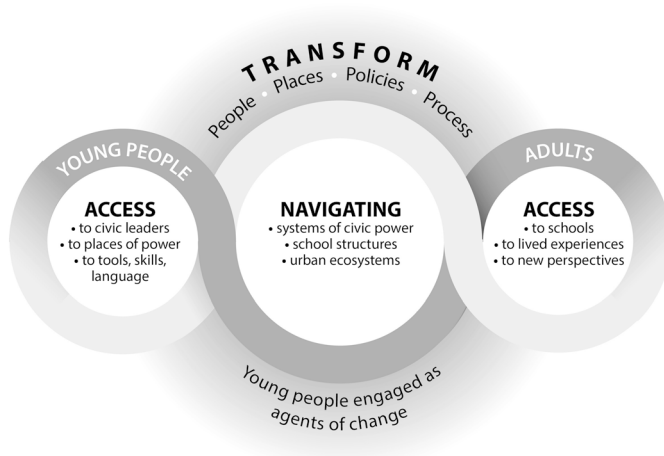 TRANSFORM
People • Places • Policies • Process
YOUNG PEOPLE
ACCESS
• to civic leaders
• to places of power
• to tools, skills,
language
NAVIGATING
• systems of civic power
• school structures
• urban ecosystems
ADULTS
ACCESS
• to schools
• to lived experiences
• to new perspectives
Young people engaged as
agents of change